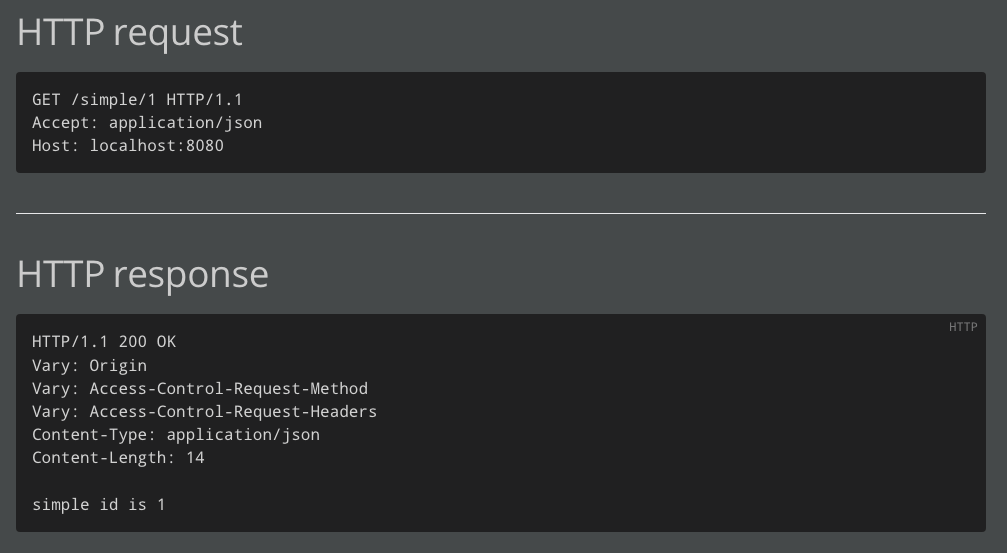 HTTP request
GET /simple/1 HTTP/1.1
Accept: application/json
Host: localhost:8080
HTTP response
HTTP
HTTP/1.1 200 OK
Vary: Origin
Vary: Access-Control-Request-Method
Vary: Access-Control-Request-Headers
Content-Type: application/json
Content-Length: 14
simple id is 1